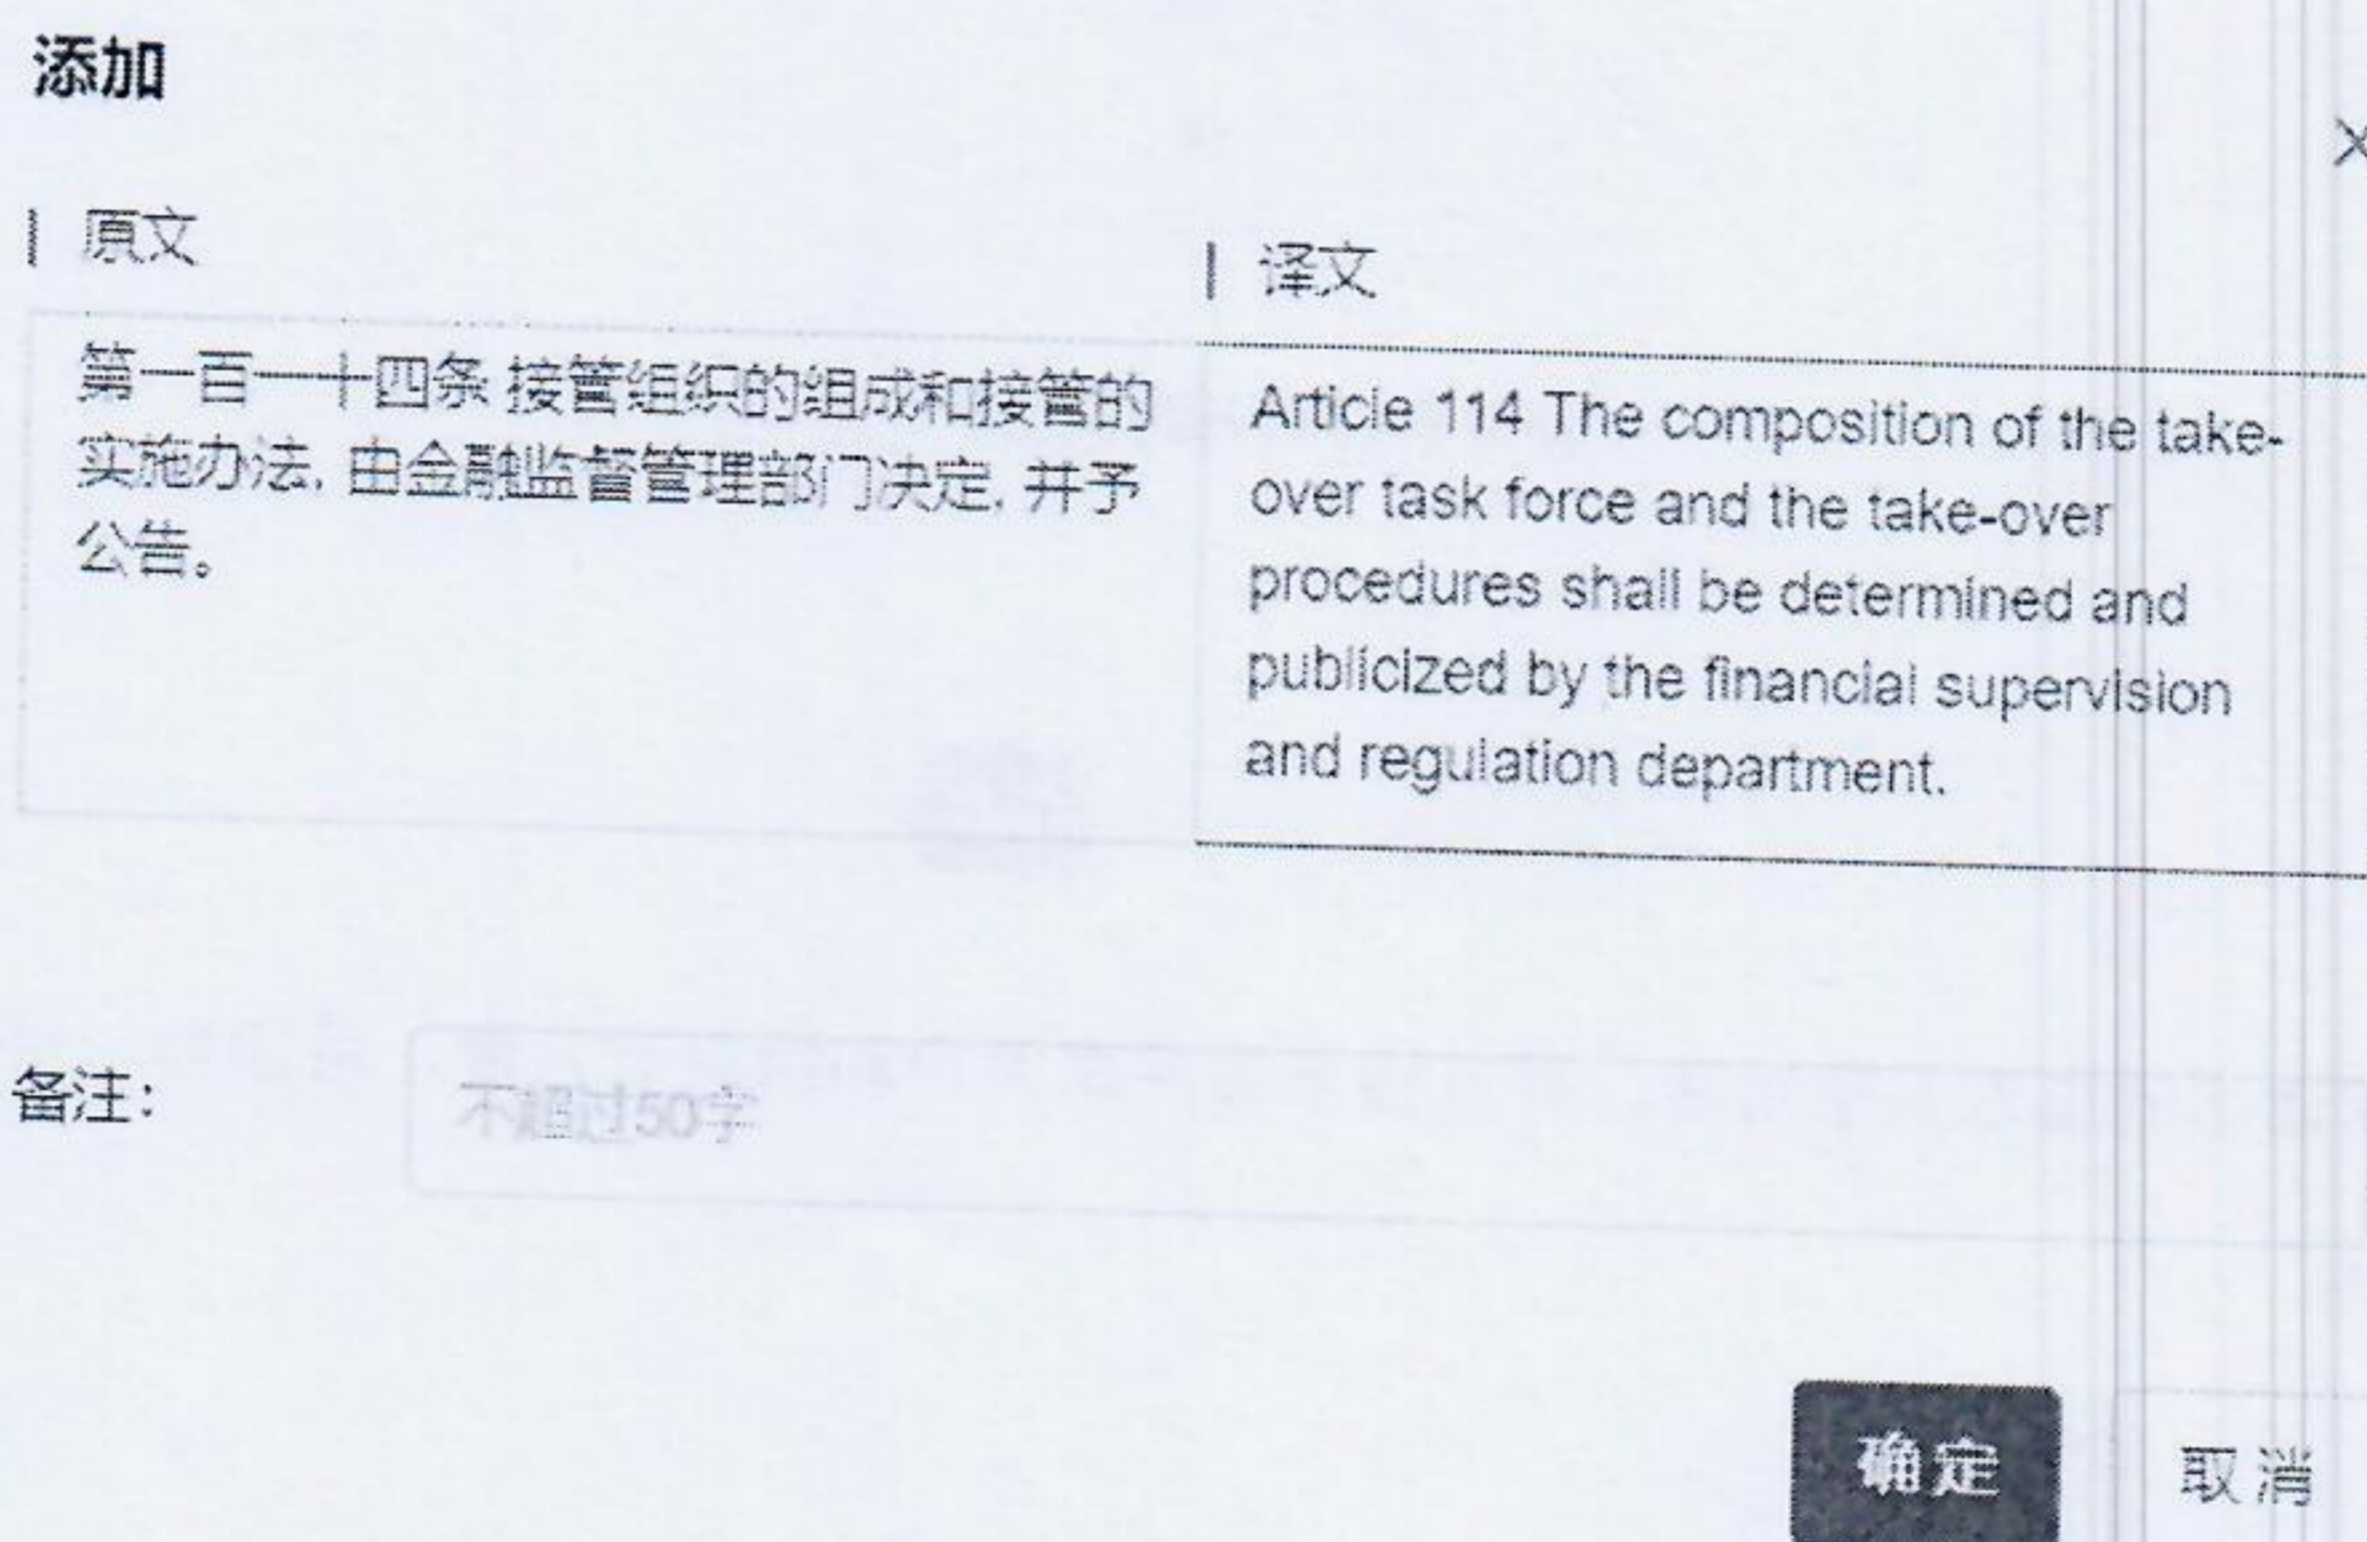 添加
×
原文
译文
第一百一十四条 接管组织的组成和接管的
实施办法, 由金融监督管理部门决定, 并予
公告。
Article 114 The composition of the take-
over task force and the take-over
procedures shall be determined and
publicized by the financial supervision
and regulation department.
备注:
不超过50字
确定
取消